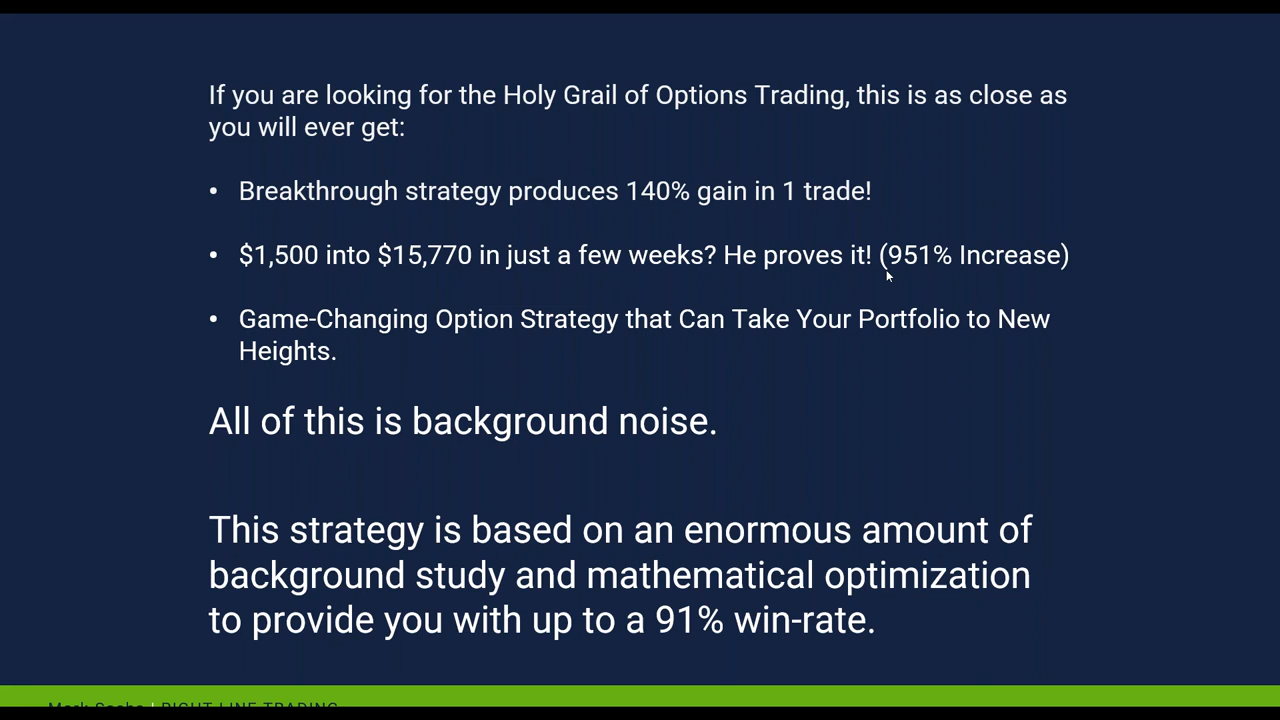 If you are looking for the Holy Grail of Options Trading, this is as close as
you will ever get:
• Breakthrough strategy produces 140% gain in 1 trade!
• $1,500 into $15,770 in just a few weeks? He proves it! (951% Increase)
• Game-Changing Option Strategy that Can Take Your Portfolio to New
Heights.
All of this is background noise.
This strategy is based on an enormous amount of
background study and mathematical optimization
to provide you with up to a 91% win-rate.
| RIGHT LINE TRADING